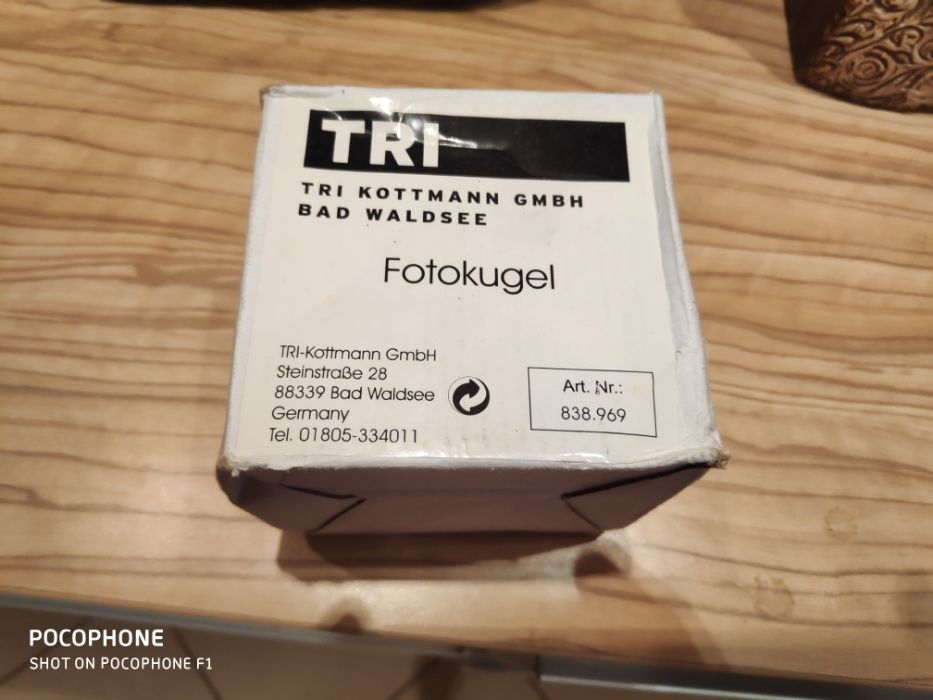 TRI
TRI KOTTMANN GMBH
BAD WALDSEE
Fotokugel
TRI-Kottmann GmbH
Steinstraße 28
88339 Bad Waldsee
Germany
Tel. 01805-334011
Art. Nr.:
838.969
POCOPHONE
SHOT ON POCOPHONE F1